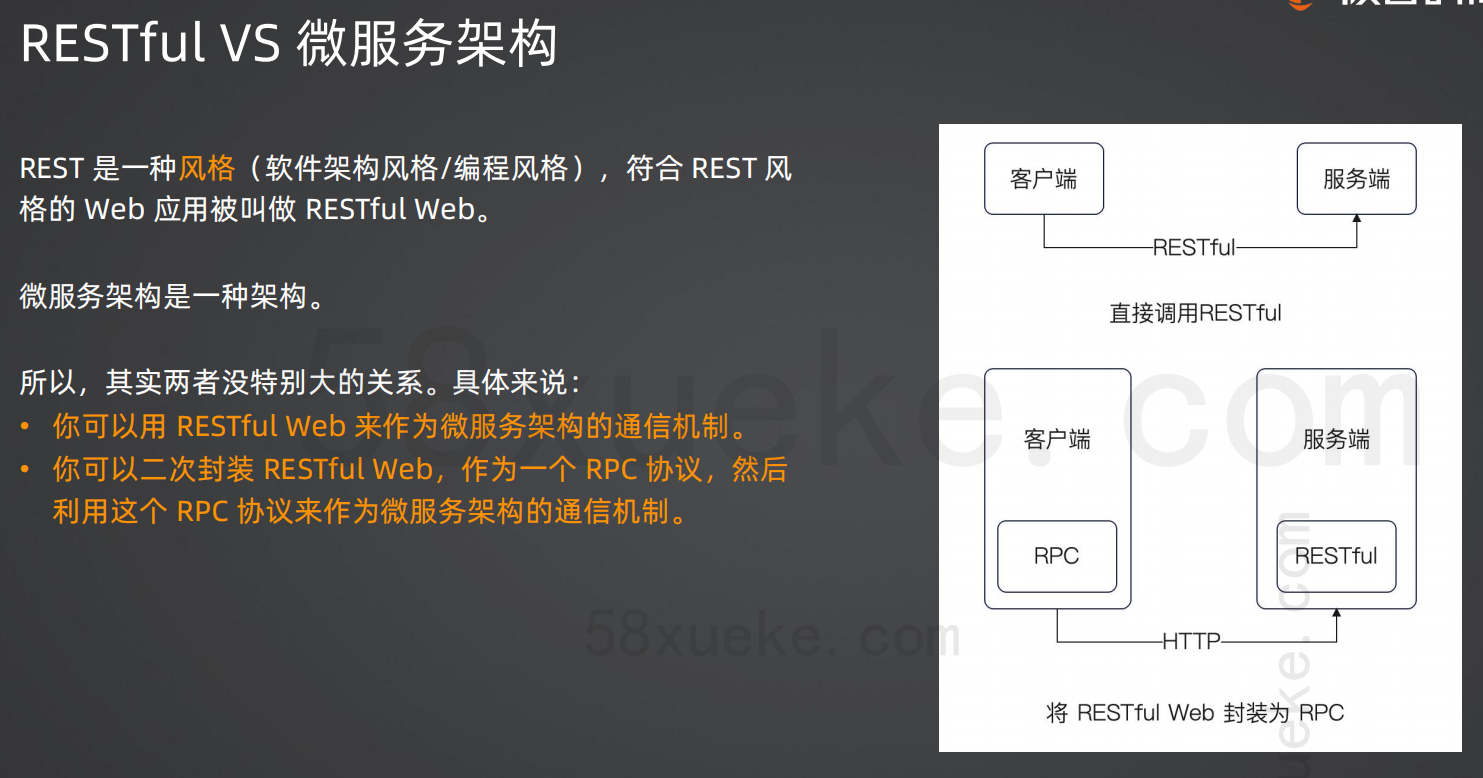 RESTful VS 微服务架构
REST 是一种风格（软件架构风格/编程风格），符合 REST 风
格的 Web 应用被叫做 RESTful Web。
微服务架构是一种架构。
所以，其实两者没特别大的关系。具体来说：
• 你可以用 RESTful Web 来作为微服务架构的通信机制。
• 你可以二次封装 RESTful Web，作为一个 RPC 协议，然后
利用这个 RPC 协议来作为微服务架构的通信机制。
客户端
服务端
RESTful
直接调用RESTful
客户端
服务端
RPC
RESTful
HTTP
将 RESTful Web 封装为 RPC
58xueke.com
58xueke.com
ueke.com